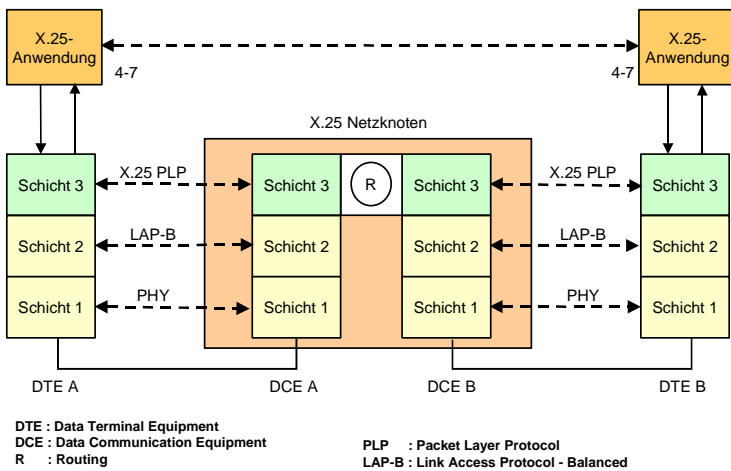 X.25-
Anwendung
X.25-
Anwendung
4-7
4-7
X.25 Netzknoten
Schicht 3
X.25 PLP
Schicht 3
R
Schicht 3
X.25 PLP
Schicht 3
Schicht 2
LAP-B
Schicht 2
Schicht 2
LAP-B
Schicht 2
Schicht 1
PHY
Schicht 1
Schicht 1
PHY
Schicht 1
DTE A
DCE A
DCE B
DTE B
DTE : Data Terminal Equipment
DCE : Data Communication Equipment
R : Routing
PLP : Packet Layer Protocol
LAP-B : Link Access Protocol - Balanced